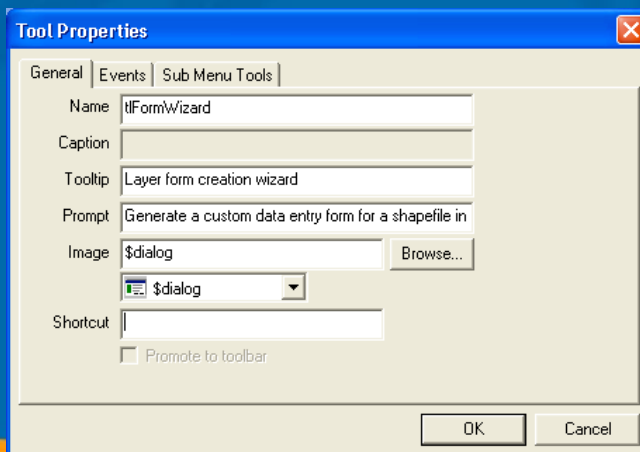 Tool Properties
General Events Sub Menu Tools
Name tlFormWizard
Caption
Tooltip Layer form creation wizard
Prompt Generate a custom data entry form for a shapefile in
Image $dialog Browse...
$dialog
Shortcut
Promote to toolbar
OK Cancel